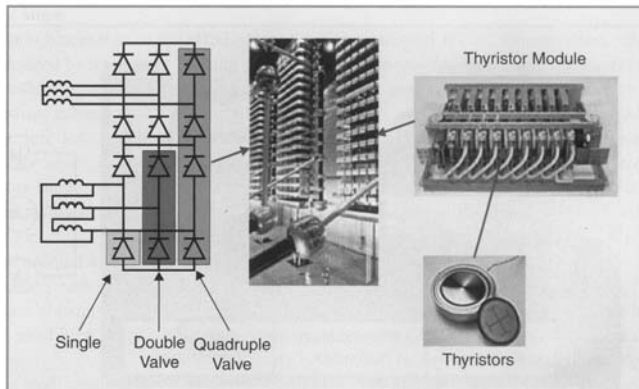 Thyristor Module
Single
Double
Valve
Quadruple
Valve
Thyristors